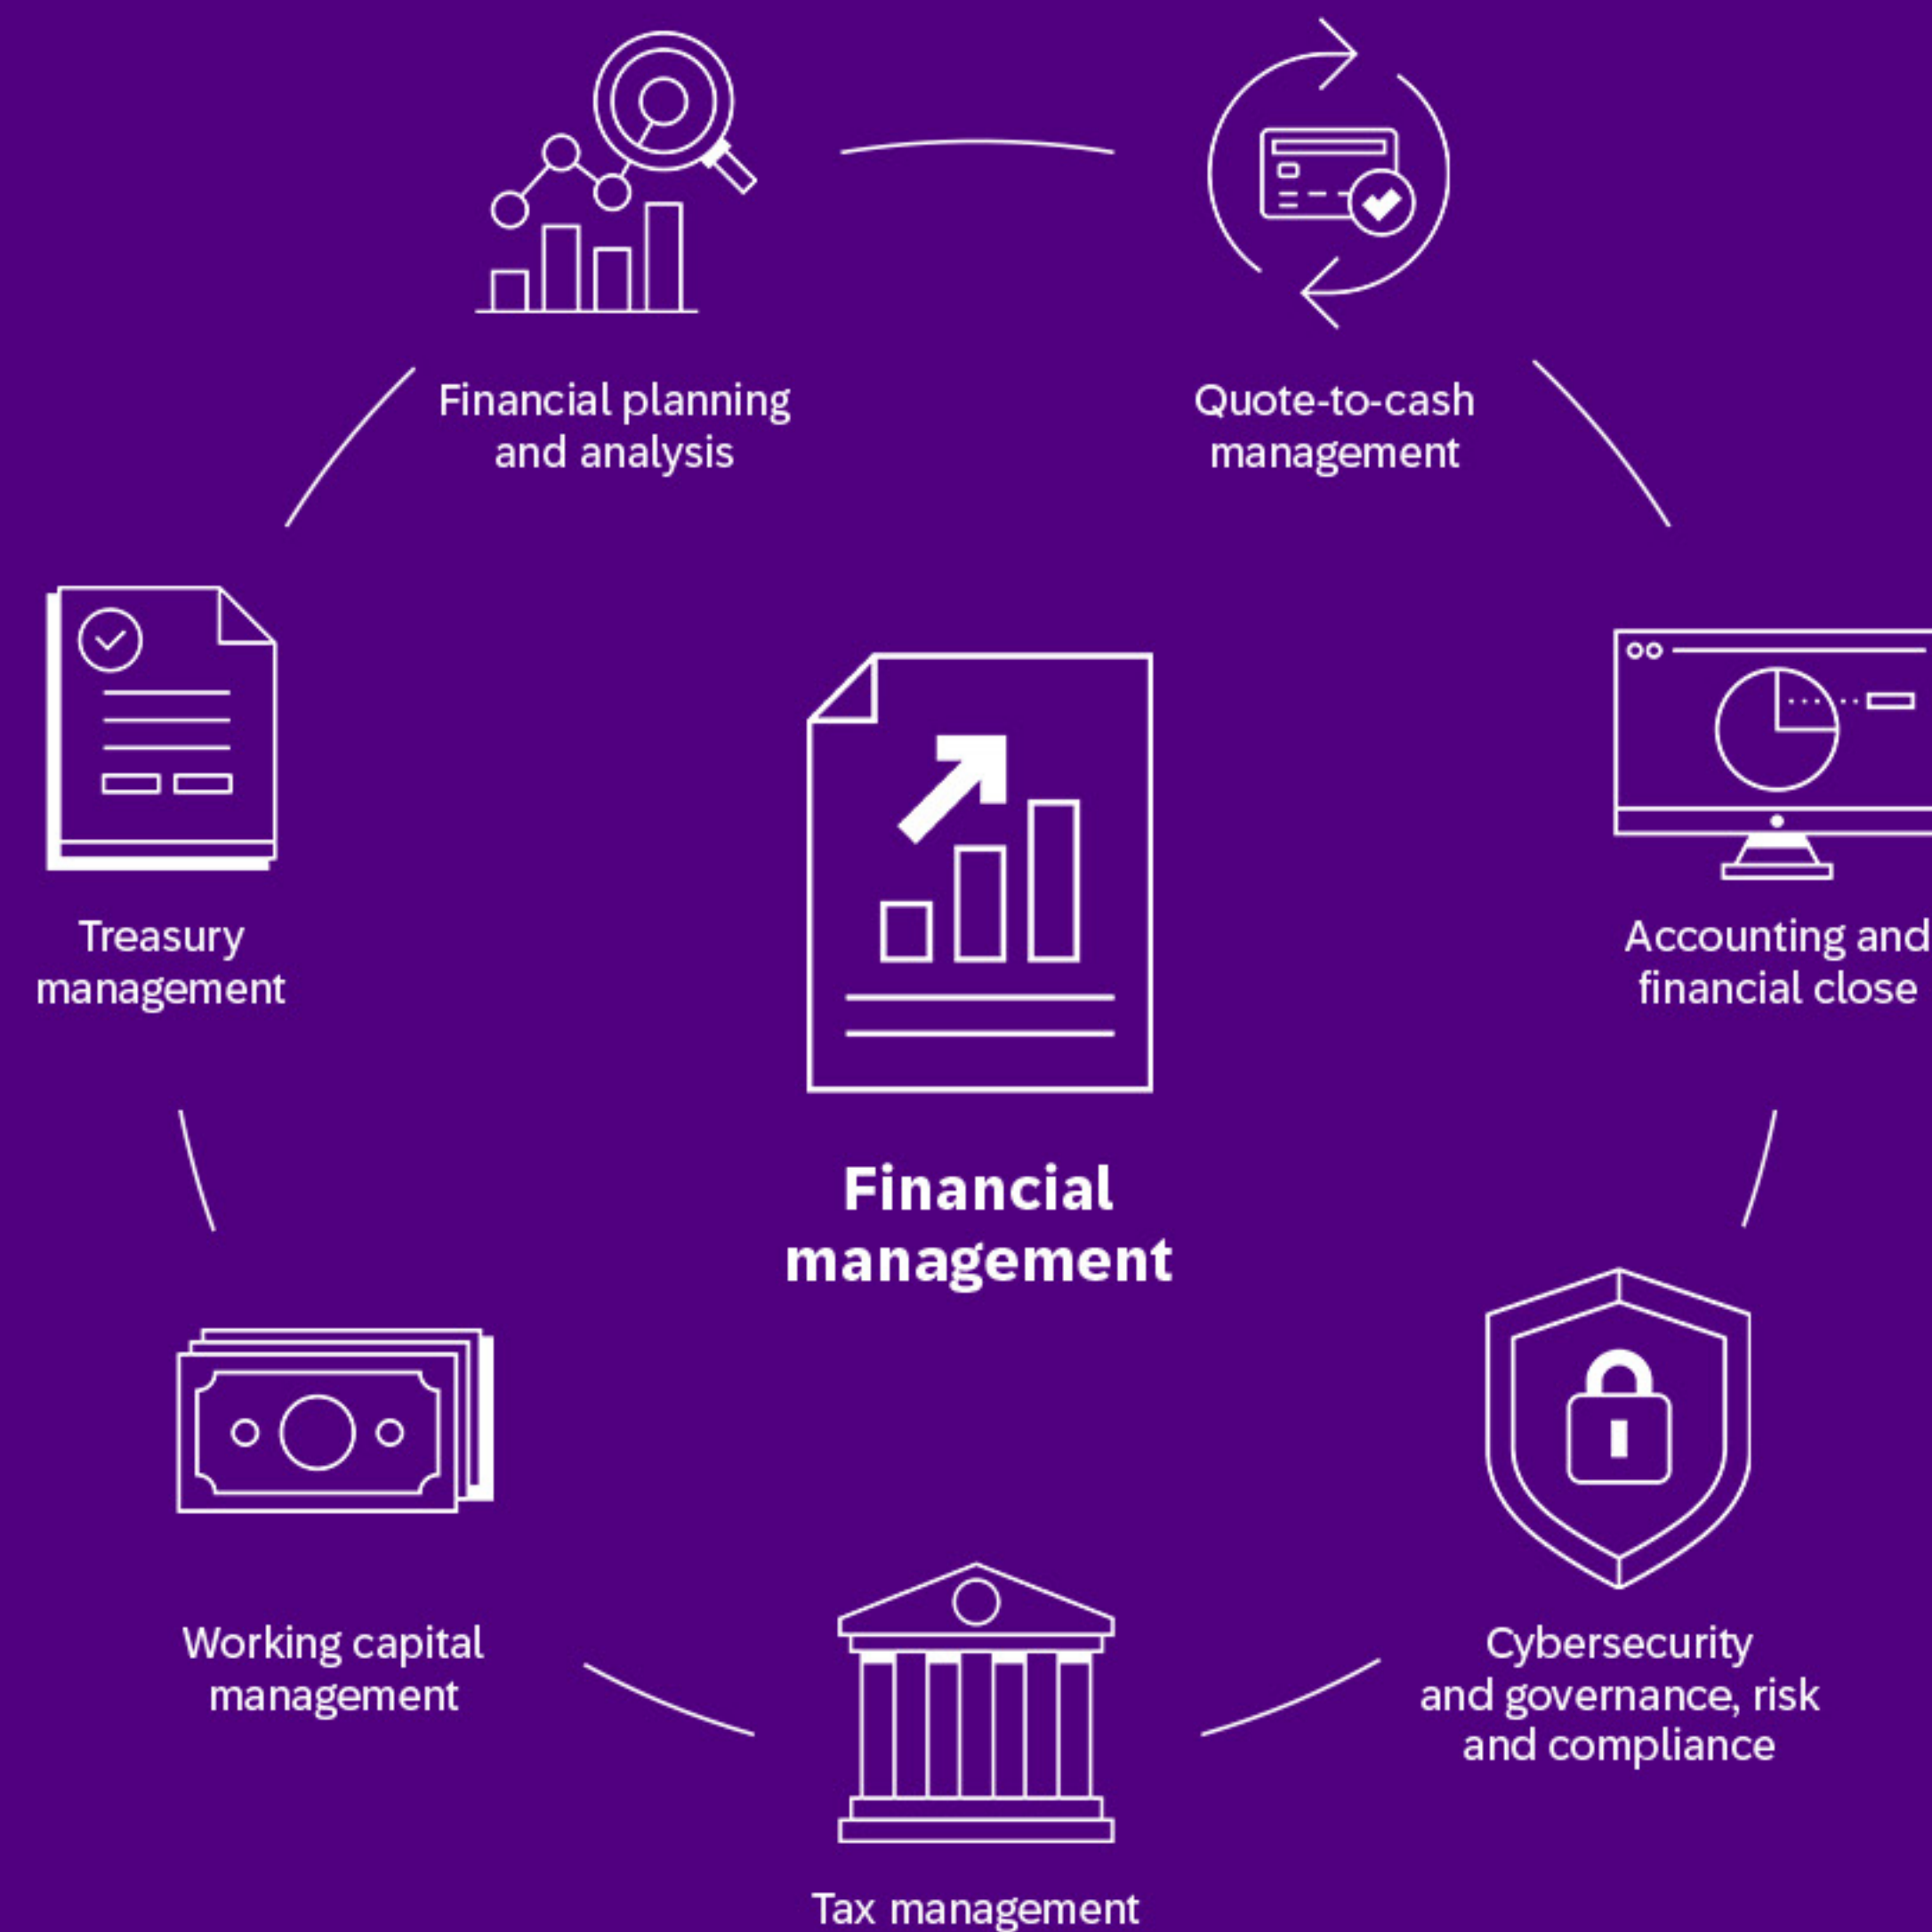 Financial planning
and analysis
Quote-to-cash
management
Treasury
management
Accounting and
financial close
Financial
management
Working capital
management
Cybersecurity
and governance, risk
and compliance
Tax management